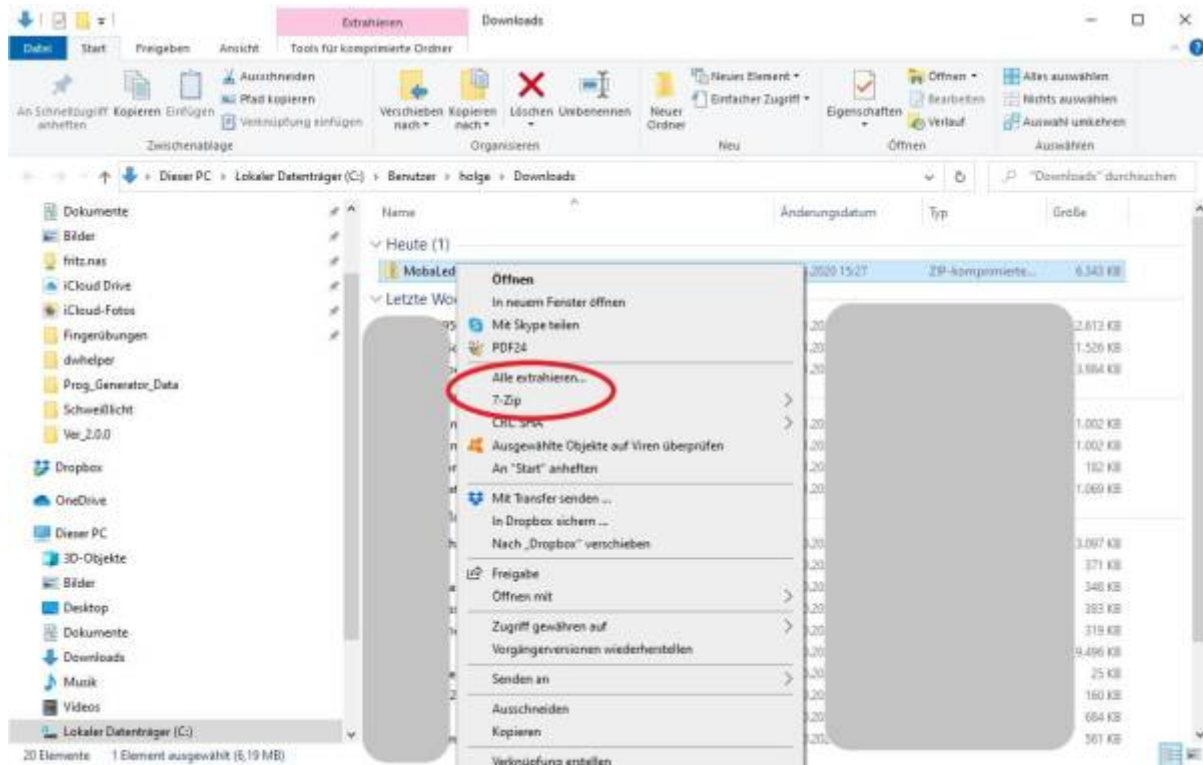 Extrahieren
Downloads
Datei Start Freigeben Ansicht Tools für komprimierte Ordner
An Schnellzugriff anheften
Kopieren
Einfügen
Ausschneiden
Pfad kopieren
Verknüpfung einfügen
Zwischenablage
Verschieben nach
Kopieren nach
Löschen
Umbenennen
Organisieren
Neuer Ordner
Neues Element
Einfacher Zugriff
Neu
Eigenschaften
Öffnen
Bearbeiten
Verlauf
Öffnen
Alles auswählen
Nichts auswählen
Auswahl umkehren
Auswählen
Dieser PC › Lokaler Datenträger (C:) › Benutzer › holge › Downloads
"Downloads" durchsuchen
Dokumente
Bilder
fritz.nas
iCloud Drive
iCloud-Fotos
Fingerübungen
dwhelper
Prog_Generator_Data
Schweißlicht
Ver_2.0.0
Dropbox
OneDrive
Dieser PC
3D-Objekte
Bilder
Desktop
Dokumente
Downloads
Musik
Videos
Lokaler Datenträger (C:)
Name Änderungsdatum Typ Größe
Heute (1)
MobaLed .2020 15:27 ZIP-komprimierte... 6.343 KB
Letzte Wo
Öffnen
In neuem Fenster öffnen
Mit Skype teilen
PDF24
Alle extrahieren...
7-Zip
CRC SHA
Ausgewählte Objekte auf Viren überprüfen
An "Start" anheften
Mit Transfer senden ...
In Dropbox sichern ...
Nach „Dropbox" verschieben
Freigabe
Öffnen mit
Zugriff gewähren auf
Vorgängerversionen wiederherstellen
Senden an
Ausschneiden
Kopieren
Verknüpfung erstellen
2.612 KB
1.526 KB
3.984 KB
1.002 KB
1.002 KB
182 KB
1.069 KB
3.097 KB
371 KB
348 KB
383 KB
319 KB
9.496 KB
25 KB
160 KB
684 KB
561 KB
20 Elemente 1 Element ausgewählt (6,19 MB)